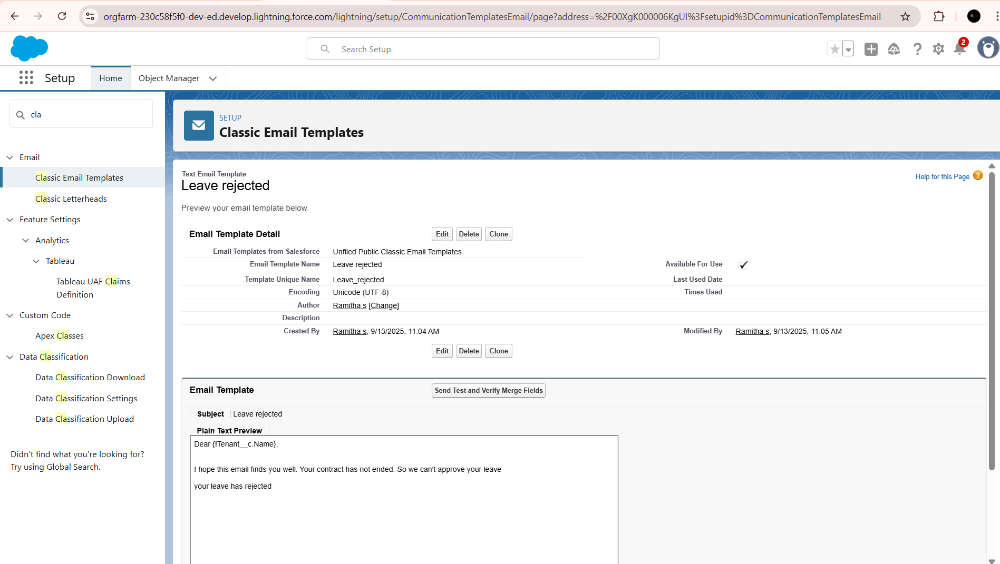 orgfarm-230c58f5f0-dev-ed.develop.lightning.force.com/lightning/setup/CommunicationTemplatesEmail/page?address=%2F00XgK000006KgUI%3Fsetupid%3DCommunicationTemplatesEmail
Search Setup
2
Setup
Home
Object Manager
cla
Email
Classic Email Templates
Classic Letterheads
Feature Settings
Analytics
Tableau
Tableau UAF Claims
Definition
Custom Code
Apex Classes
Data Classification
Data Classification Download
Data Classification Settings
Data Classification Upload
Didn't find what you're looking for?
Try using Global Search.
SETUP
Classic Email Templates
Text Email Template
Leave rejected
Help for this Page ?
Preview your email template below.
Email Template Detail
Edit Delete Clone
Email Templates from Salesforce Unfiled Public Classic Email Templates
Email Template Name Leave rejected Available For Use
Template Unique Name Leave_rejected Last Used Date
Encoding Unicode (UTF-8) Times Used
Author Ramitha s [Change]
Description
Created By Ramitha s, 9/13/2025, 11:04 AM Modified By Ramitha s, 9/13/2025, 11:05 AM
Edit Delete Clone
Email Template
Send Test and Verify Merge Fields
Subject Leave rejected
Plain Text Preview
Dear {!Tenant__c.Name},
I hope this email finds you well. Your contract has not ended. So we can't approve your leave
your leave has rejected